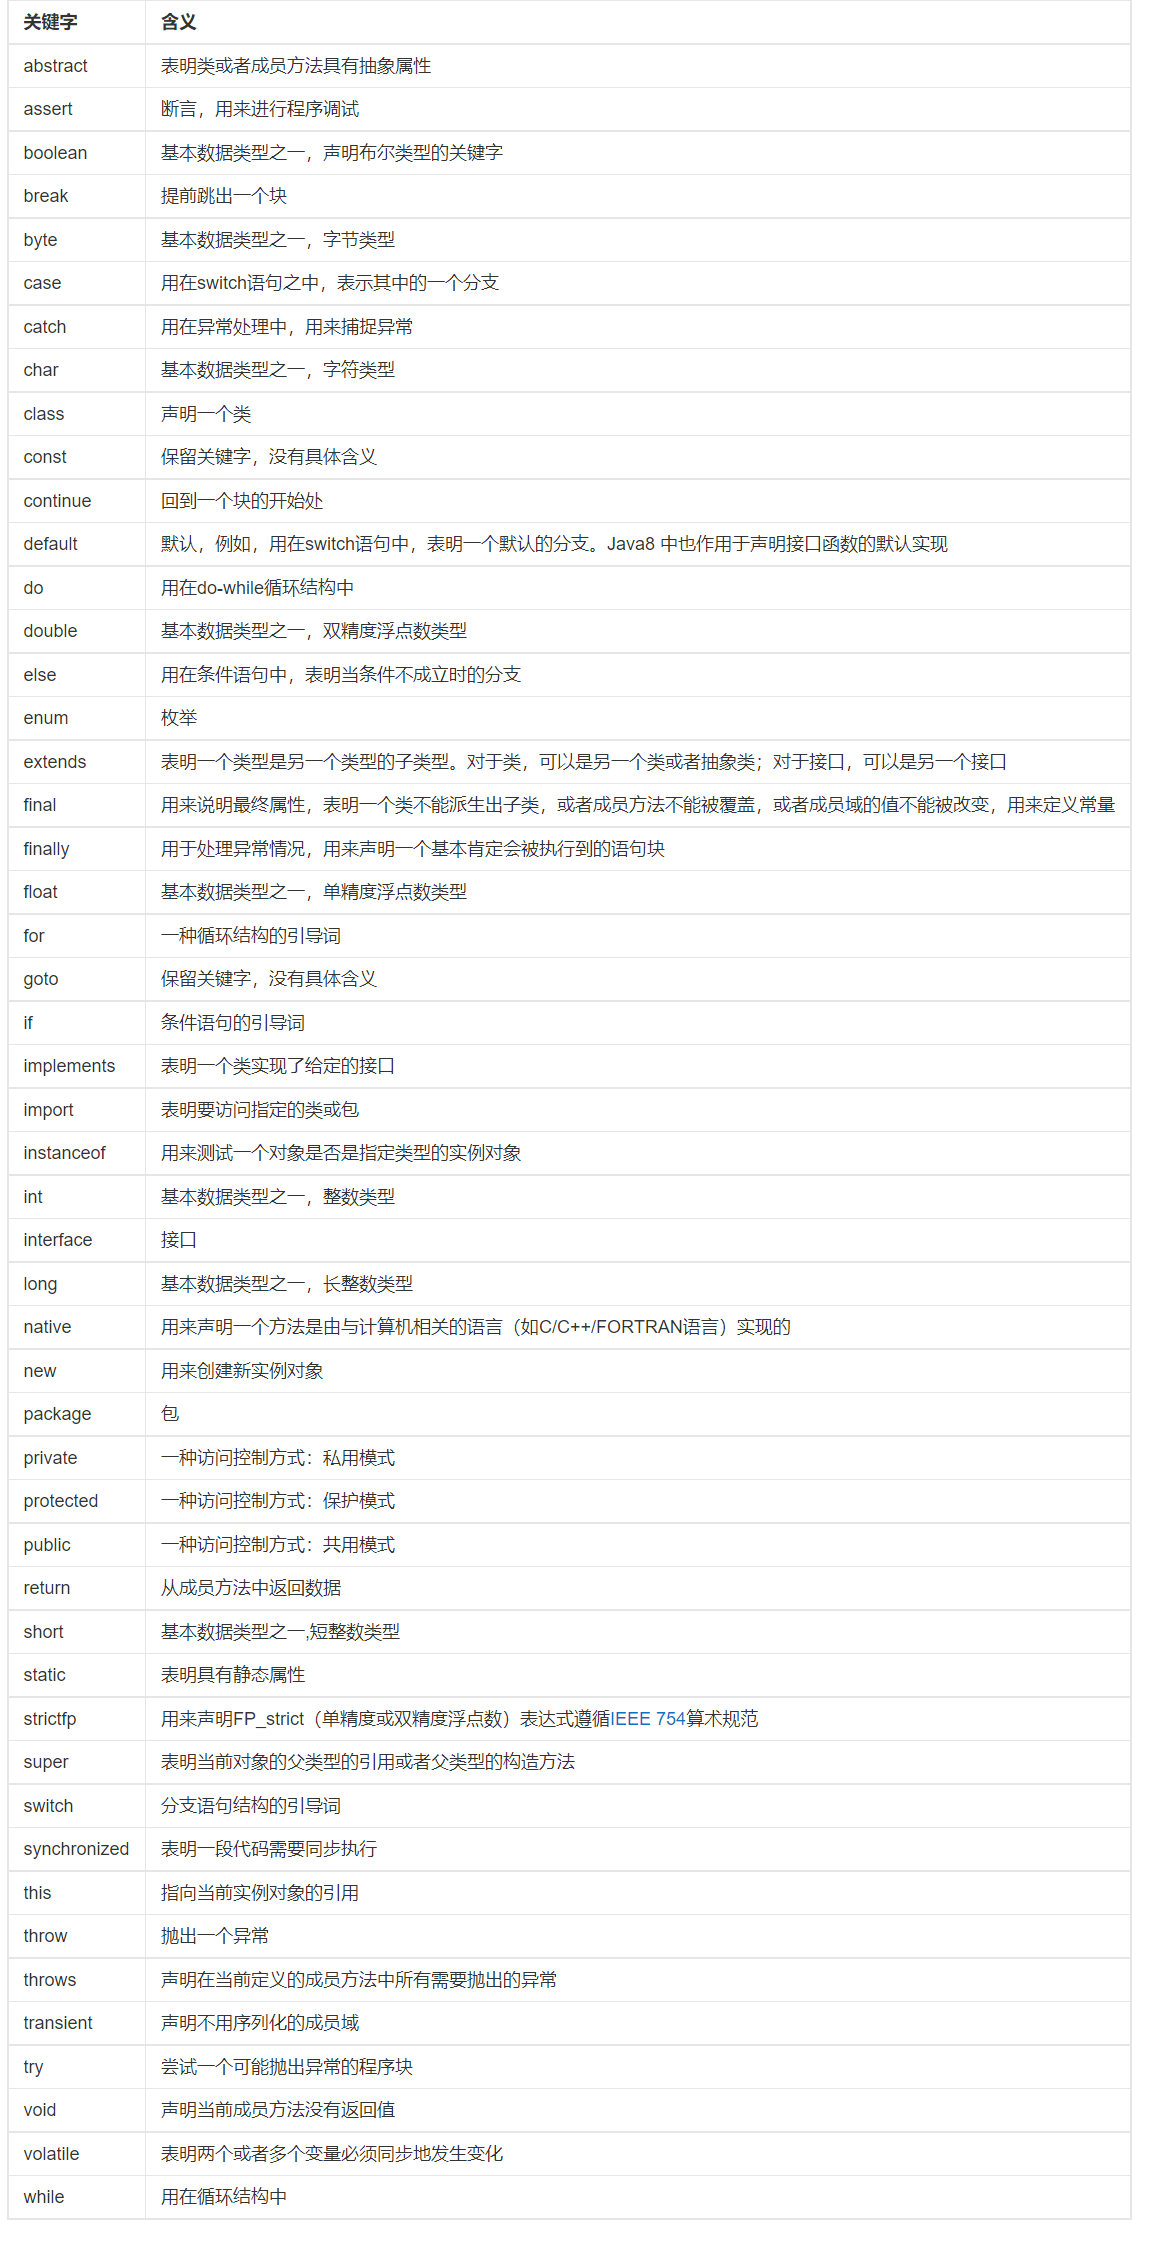 关键字 含义
abstract 表明类或者成员方法具有抽象属性
assert 断言，用来进行程序调试
boolean 基本数据类型之一，声明布尔类型的关键字
break 提前跳出一个块
byte 基本数据类型之一，字节类型
case 用在switch语句之中，表示其中的一个分支
catch 用在异常处理中，用来捕捉异常
char 基本数据类型之一，字符类型
class 声明一个类
const 保留关键字，没有具体含义
continue 回到一个块的开始处
default 默认，例如，用在switch语句中，表明一个默认的分支。Java8 中也作用于声明接口函数的默认实现
do 用在do-while循环结构中
double 基本数据类型之一，双精度浮点数类型
else 用在条件语句中，表明当条件不成立时的分支
enum 枚举
extends 表明一个类型是另一个类型的子类型。对于类，可以是另一个类或者抽象类；对于接口，可以是另一个接口
final 用来说明最终属性，表明一个类不能派生出子类，或者成员方法不能被覆盖，或者成员域的值不能被改变，用来定义常量
finally 用于处理异常情况，用来声明一个基本肯定会被执行到的语句块
float 基本数据类型之一，单精度浮点数类型
for 一种循环结构的引导词
goto 保留关键字，没有具体含义
if 条件语句的引导词
implements 表明一个类实现了给定的接口
import 表明要访问指定的类或包
instanceof 用来测试一个对象是否是指定类型的实例对象
int 基本数据类型之一，整数类型
interface 接口
long 基本数据类型之一，长整数类型
native 用来声明一个方法是由与计算机相关的语言（如C/C++/FORTRAN语言）实现的
new 用来创建新实例对象
package 包
private 一种访问控制方式：私用模式
protected 一种访问控制方式：保护模式
public 一种访问控制方式：共用模式
return 从成员方法中返回数据
short 基本数据类型之一,短整数类型
static 表明具有静态属性
strictfp 用来声明FP_strict（单精度或双精度浮点数）表达式遵循IEEE 754算术规范
super 表明当前对象的父类型的引用或者父类型的构造方法
switch 分支语句结构的引导词
synchronized 表明一段代码需要同步执行
this 指向当前实例对象的引用
throw 抛出一个异常
throws 声明在当前定义的成员方法中所有需要抛出的异常
transient 声明不用序列化的成员域
try 尝试一个可能抛出异常的程序块
void 声明当前成员方法没有返回值
volatile 表明两个或者多个变量必须同步地发生变化
while 用在循环结构中